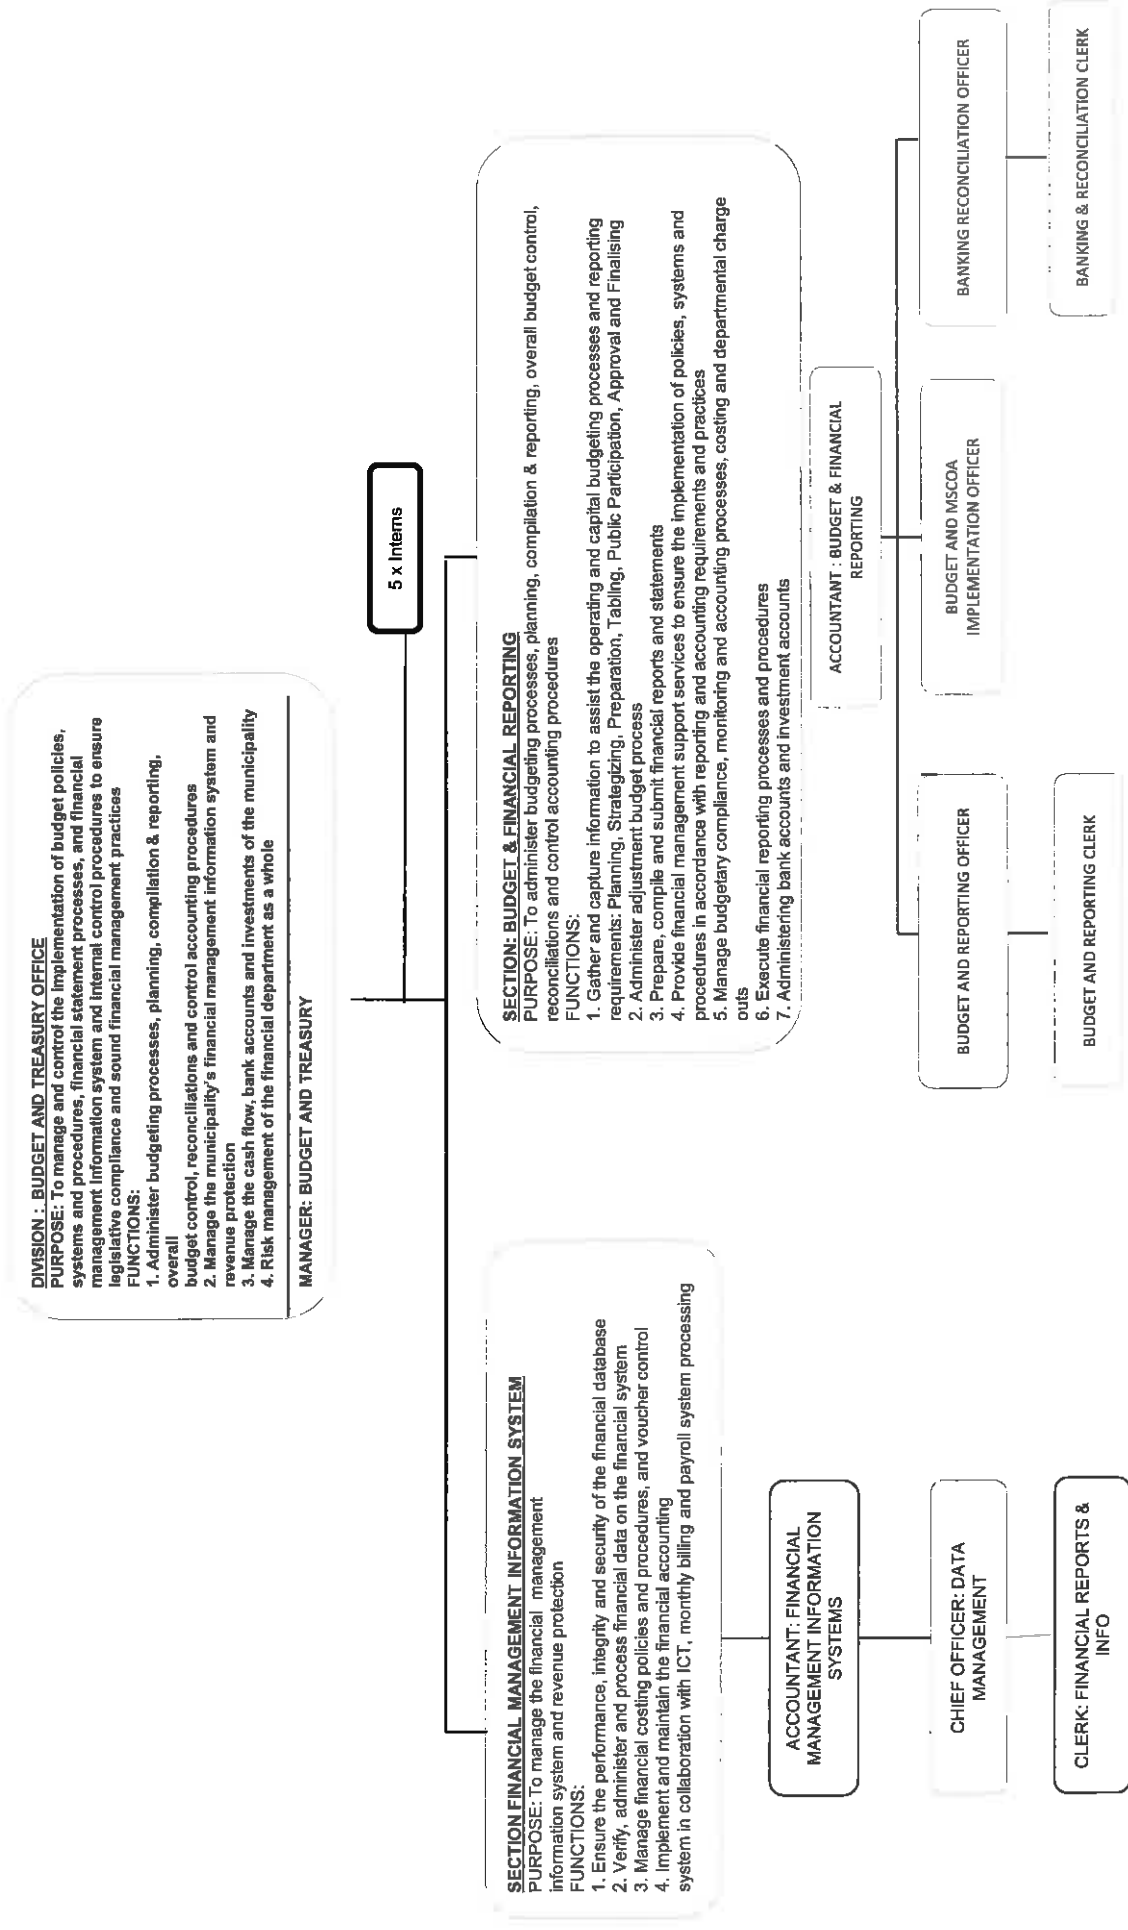 DIVISION : BUDGET AND TREASURY OFFICE
PURPOSE: To manage and control of the implementation of budget policies,
systems and procedures, financial statement processes, and financial
management Information system and internal control procedures to ensure
legislative compliance and sound financial management practices
FUNCTIONS:
1. Administer budgeting processes, planning, compilation & reporting,
overall
budget control, reconciliations and control accounting procedures
2. Manage the municipality's financial management information system and
revenue protection
3. Manage the cash flow, bank accounts and investments of the municipality
4. Risk management of the financial department as a whole
MANAGER: BUDGET AND TREASURY
5 x Interns
SECTION FINANCIAL MANAGEMENT INFORMATION SYSTEM
PURPOSE: To manage the financial management
information system and revenue protection
FUNCTIONS:
1. Ensure the performance, integrity and security of the financial database
2. Verify, administer and process financial data on the financial system
3. Manage financial costing policies and procedures, and voucher control
4. Implement and maintain the financial accounting
system in collaboration with ICT, monthly billing and payroll system processing
ACCOUNTANT: FINANCIAL
MANAGEMENT INFORMATION
SYSTEMS
CHIEF OFFICER: DATA
MANAGEMENT
CLERK: FINANCIAL REPORTS &
INFO
SECTION: BUDGET & FINANCIAL REPORTING
PURPOSE: To administer budgeting processes, planning, compilation & reporting, overall budget control,
reconciliations and control accounting procedures
FUNCTIONS:
1. Gather and capture information to assist the operating and capital budgeting processes and reporting
requirements: Planning, Strategizing, Preparation, Tabling, Public Participation, Approval and Finalising
2. Administer adjustment budget process
3. Prepare, compile and submit financial reports and statements
4. Provide financial management support services to ensure the implementation of policies, systems and
procedures in accordance with reporting and accounting requirements and practices
5. Manage budgetary compliance, monitoring and accounting processes, costing and departmental charge
outs
6. Execute financial reporting processes and procedures
7. Administering bank accounts and investment accounts
ACCOUNTANT : BUDGET & FINANCIAL
REPORTING
BUDGET AND REPORTING OFFICER
BUDGET AND MSCOA
IMPLEMENTATION OFFICER
BANKING RECONCILIATION OFFICER
BUDGET AND REPORTING CLERK
BANKING & RECONCILIATION CLERK